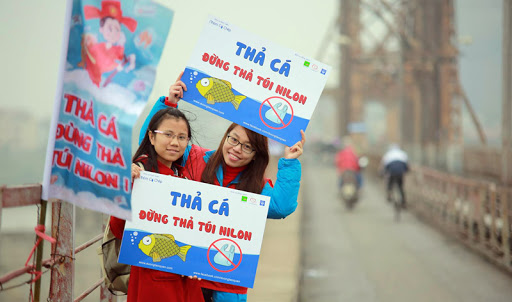 THẢ CÁ
ĐỪNG THẢ TÚI NILON
THẢ CÁ
ĐỪNG THẢ
TÚI NILON !
THẢ CÁ
ĐỪNG THẢ TÚI NILON